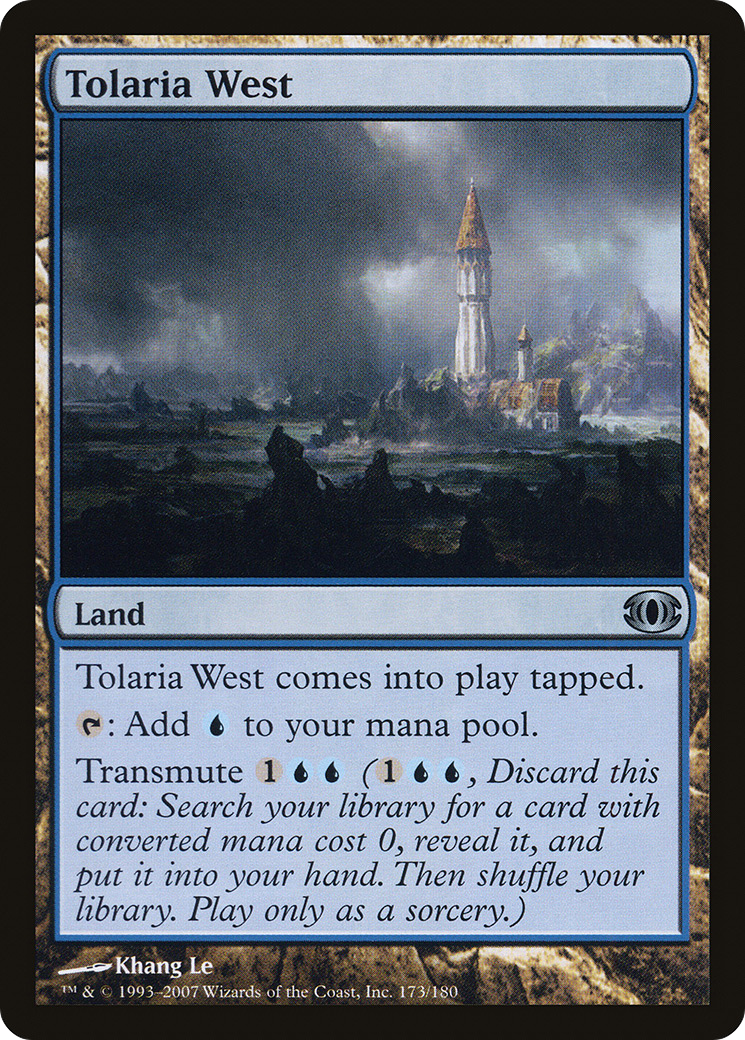 Tolaria West
Land
Tolaria West comes into play tapped.
: Add to your mana pool.
Transmute 1 (1 , Discard this
card: Search your library for a card with
converted mana cost 0, reveal it, and
put it into your hand. Then shuffle your
library. Play only as a sorcery.)
Khang Le
™ & © 1993–2007 Wizards of the Coast, Inc. 173/180